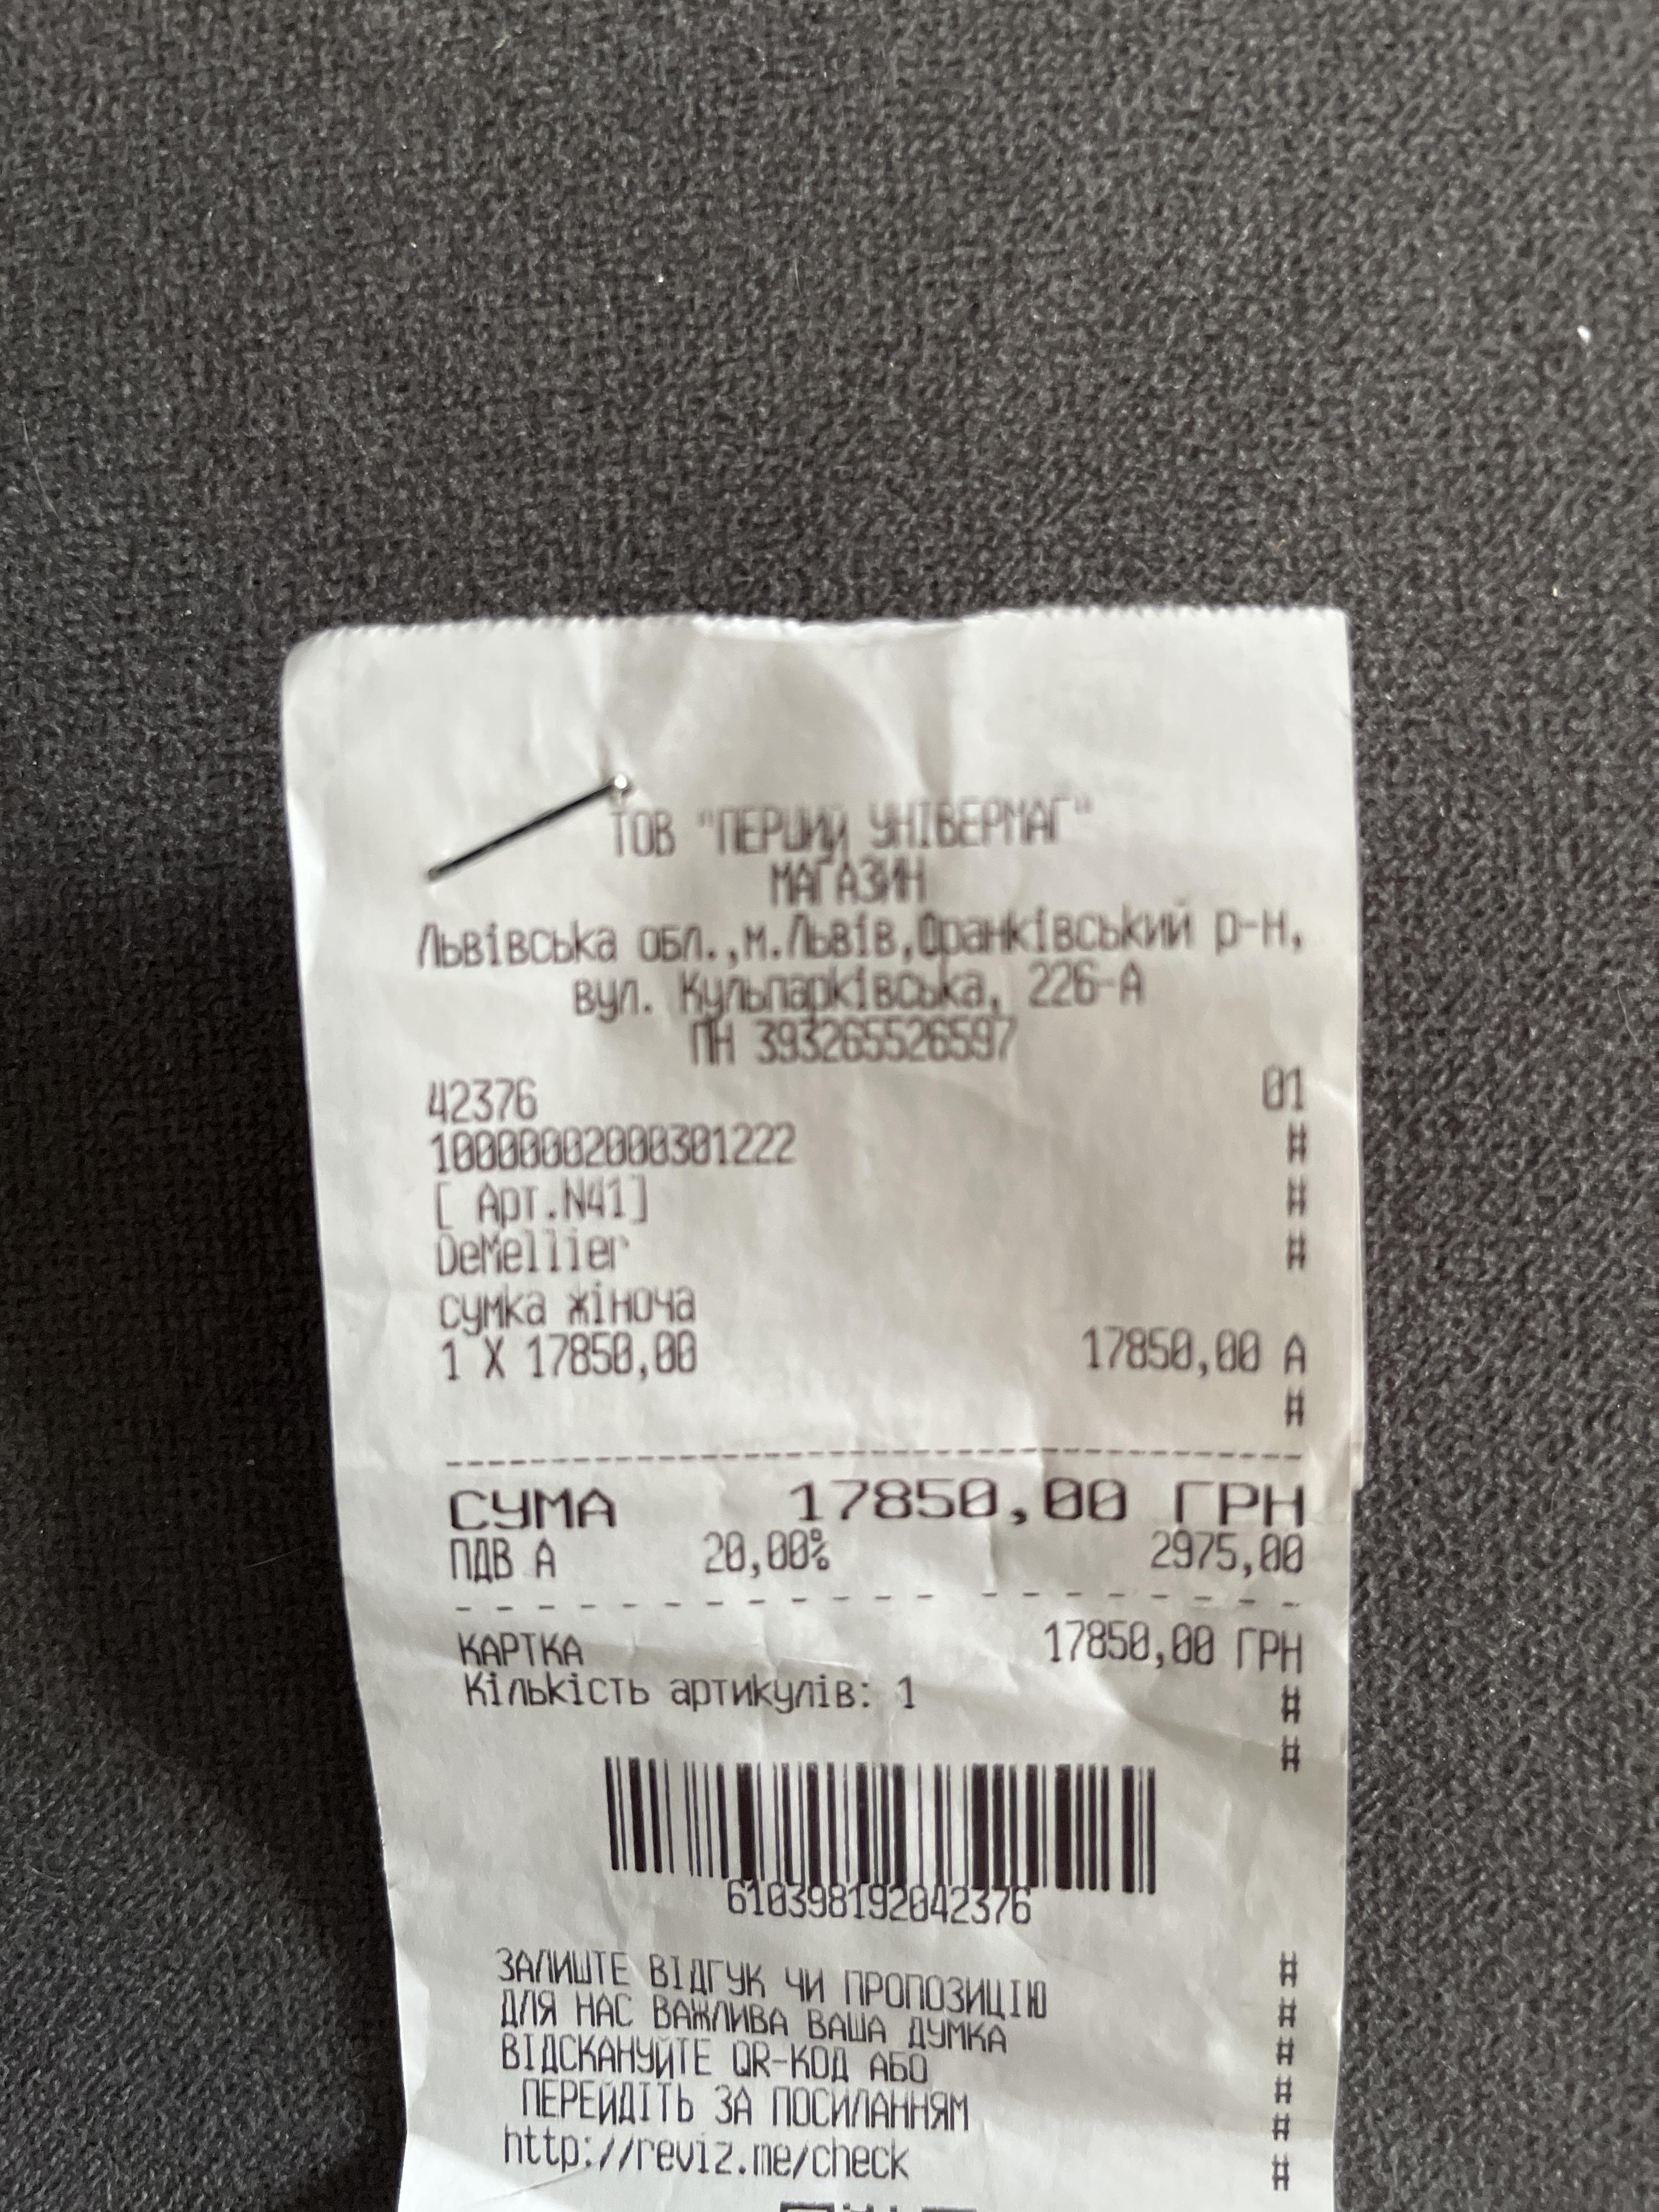 ТОВ "ПЕРШИЙ УНІВЕРМАГ"
МАГАЗИН
Львівська обл.,м.Львів,Франківський р-н,
вул. Кульпарківська, 226-А
ПН 393265526597
42376 01
10000002000301222 #
[ Арт.N41] #
DeMellier #
сумка жіноча
1 X 17850,00 17850,00 А
#
СУМА 17850,00 ГРН
ПДВ А 20,00% 2975,00
КАРТКА 17850,00 ГРН
Кількість артикулів: 1 #
#
610398192042376
ЗАЛИШТЕ ВІДГУК ЧИ ПРОПОЗИЦІЮ #
ДЛЯ НАС ВАЖЛИВА ВАША ДУМКА #
ВІДСКАНУЙТЕ QR-КОД АБО #
ПЕРЕЙДІТЬ ЗА ПОСИЛАННЯМ #
#
http://reviz.me/check #